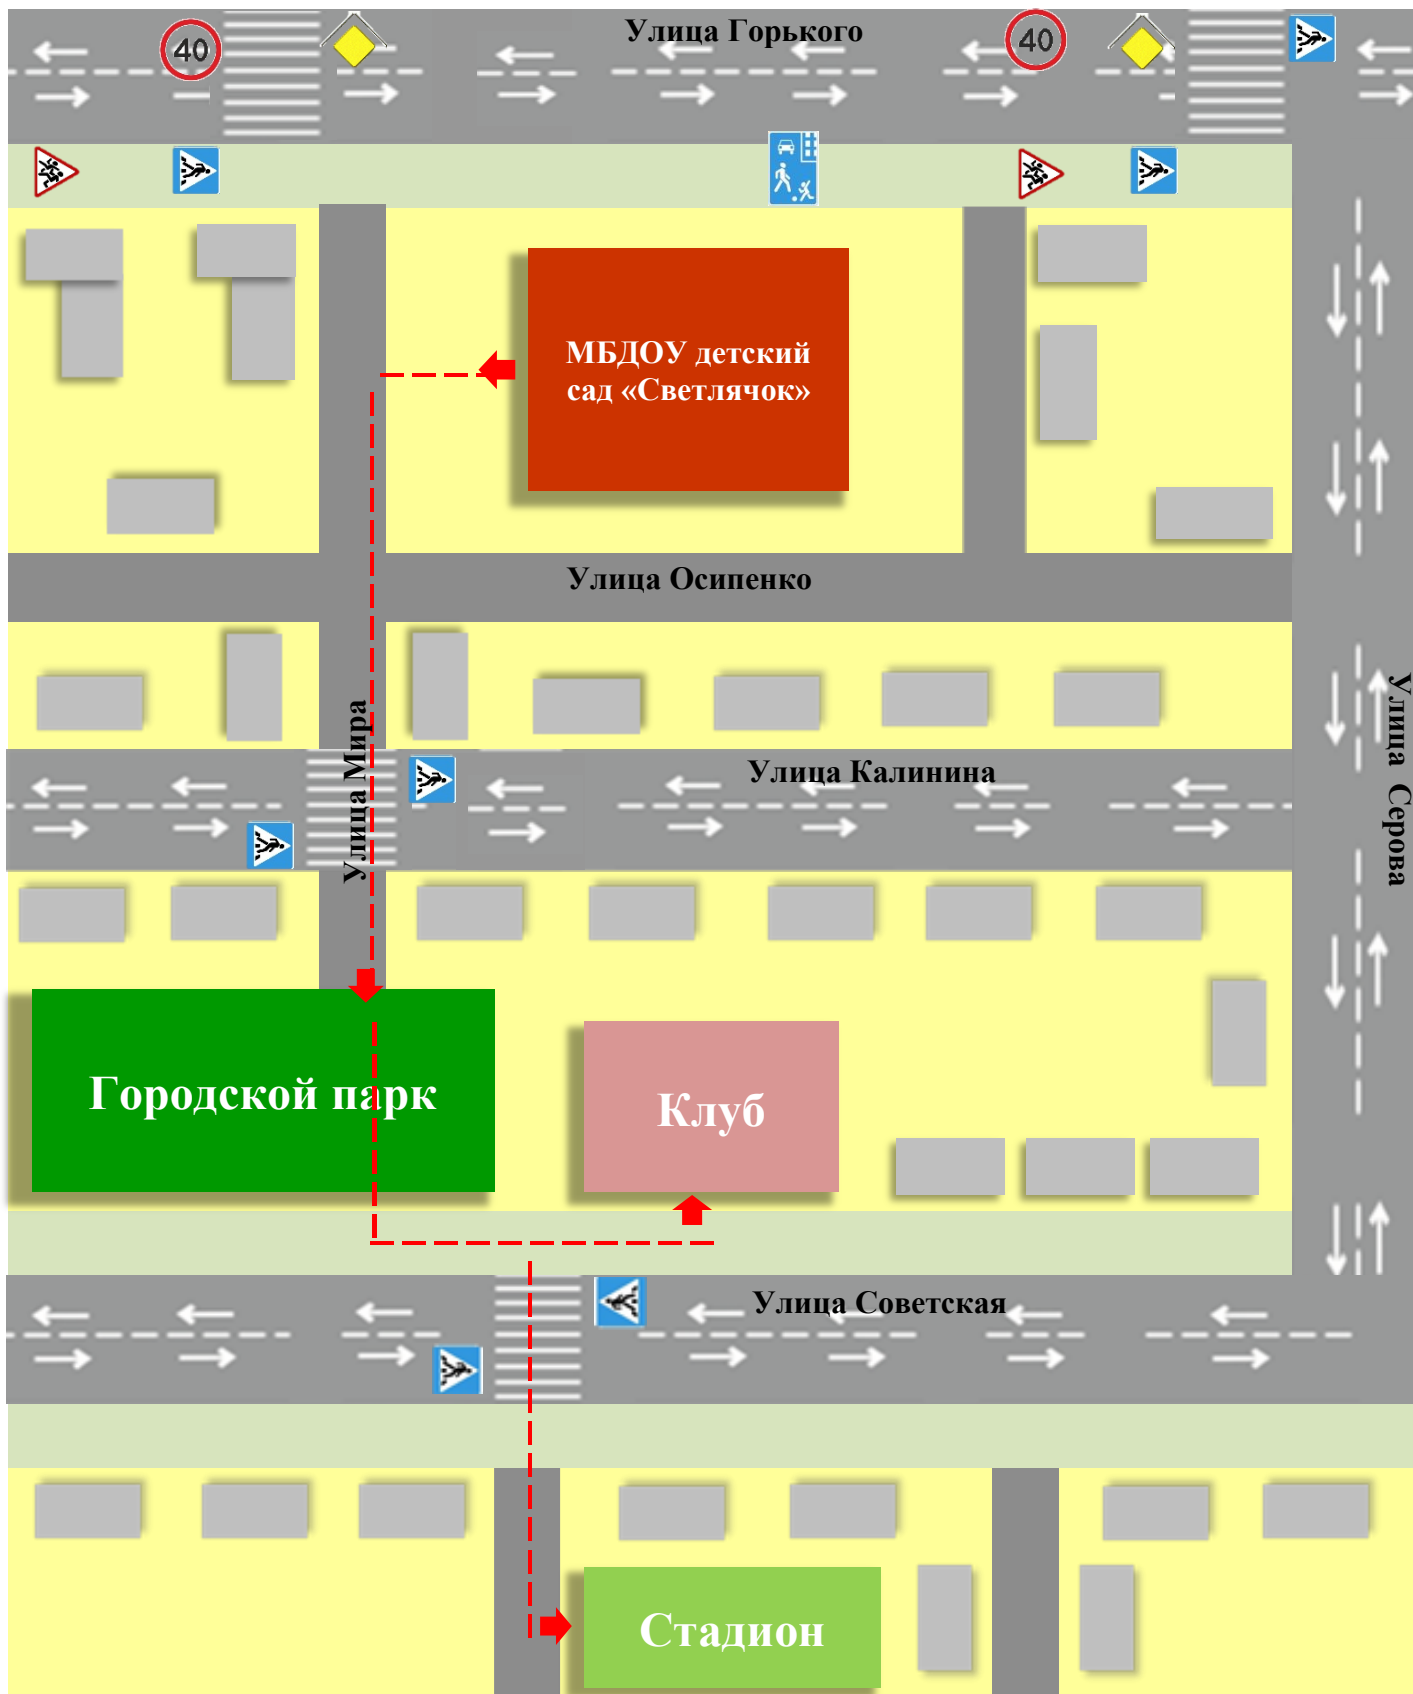 Улица Горького
40
40
МБДОУ детский
сад «Светлячок»
Улица Осипенко
Улица Мира
Улица Калинина
Улица Серова
Городской парк
Клуб
Улица Советская
Стадион